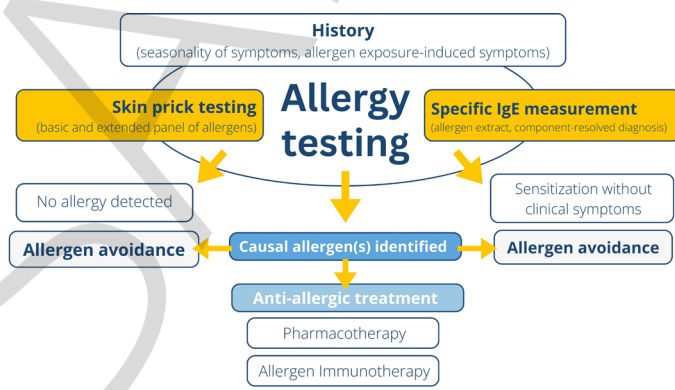 History
(seasonality of symptoms, allergen exposure-induced symptoms)
Allergy
testing
Skin prick testing
(basic and extended panel of allergens)
Specific IgE measurement
(allergen extract, component-resolved diagnosis)
No allergy detected
Sensitization without
clinical symptoms
Allergen avoidance
Causal allergen(s) identified
Allergen avoidance
Anti-allergic treatment
Pharmacotherapy
Allergen Immunotherapy